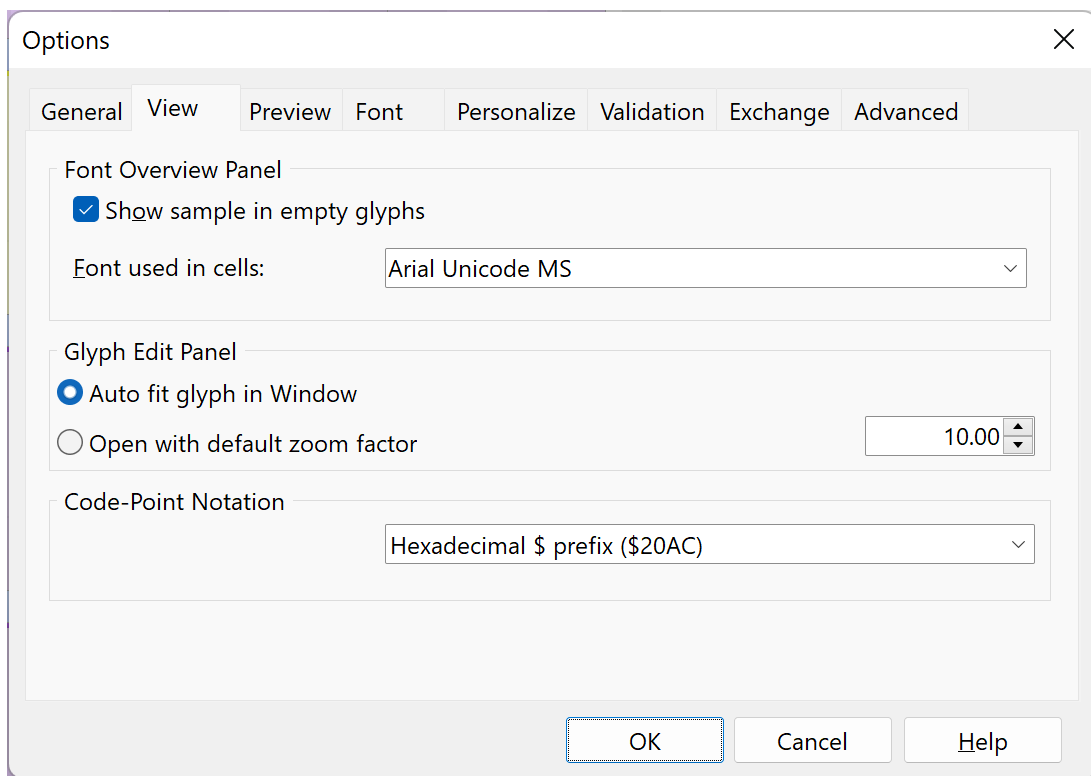 Options
General View Preview Font Personalize Validation Exchange Advanced
Font Overview Panel
Show sample in empty glyphs
Font used in cells: Arial Unicode MS
Glyph Edit Panel
Auto fit glyph in Window
Open with default zoom factor 10.00
Code-Point Notation
Hexadecimal $ prefix ($20AC)
OK Cancel Help